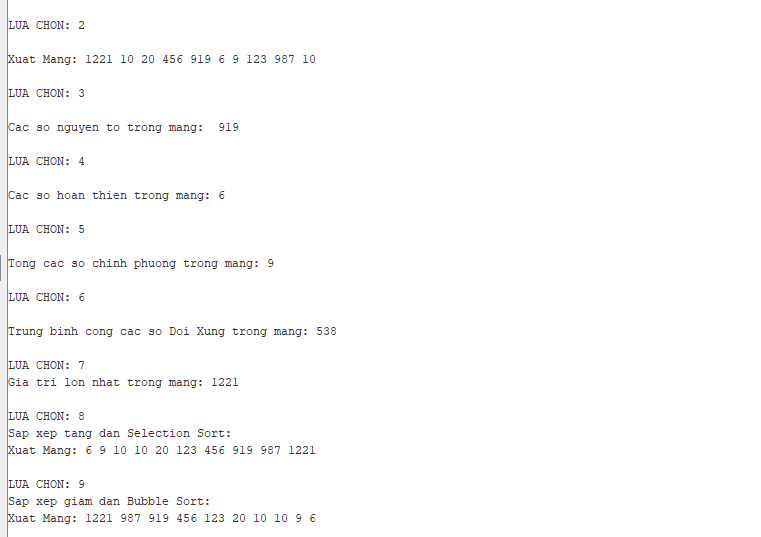 LUA CHON: 2
Xuat Mang: 1221 10 20 456 919 6 9 123 987 10
LUA CHON: 3
Cac so nguyen to trong mang:  919
LUA CHON: 4
Cac so hoan thien trong mang: 6
LUA CHON: 5
Tong cac so chinh phuong trong mang: 9
LUA CHON: 6
Trung binh cong cac so Doi Xung trong mang: 538
LUA CHON: 7
Gia tri lon nhat trong mang: 1221
LUA CHON: 8
Sap xep tang dan Selection Sort:
Xuat Mang: 6 9 10 10 20 123 456 919 987 1221
LUA CHON: 9
Sap xep giam dan Bubble Sort:
Xuat Mang: 1221 987 919 456 123 20 10 10 9 6